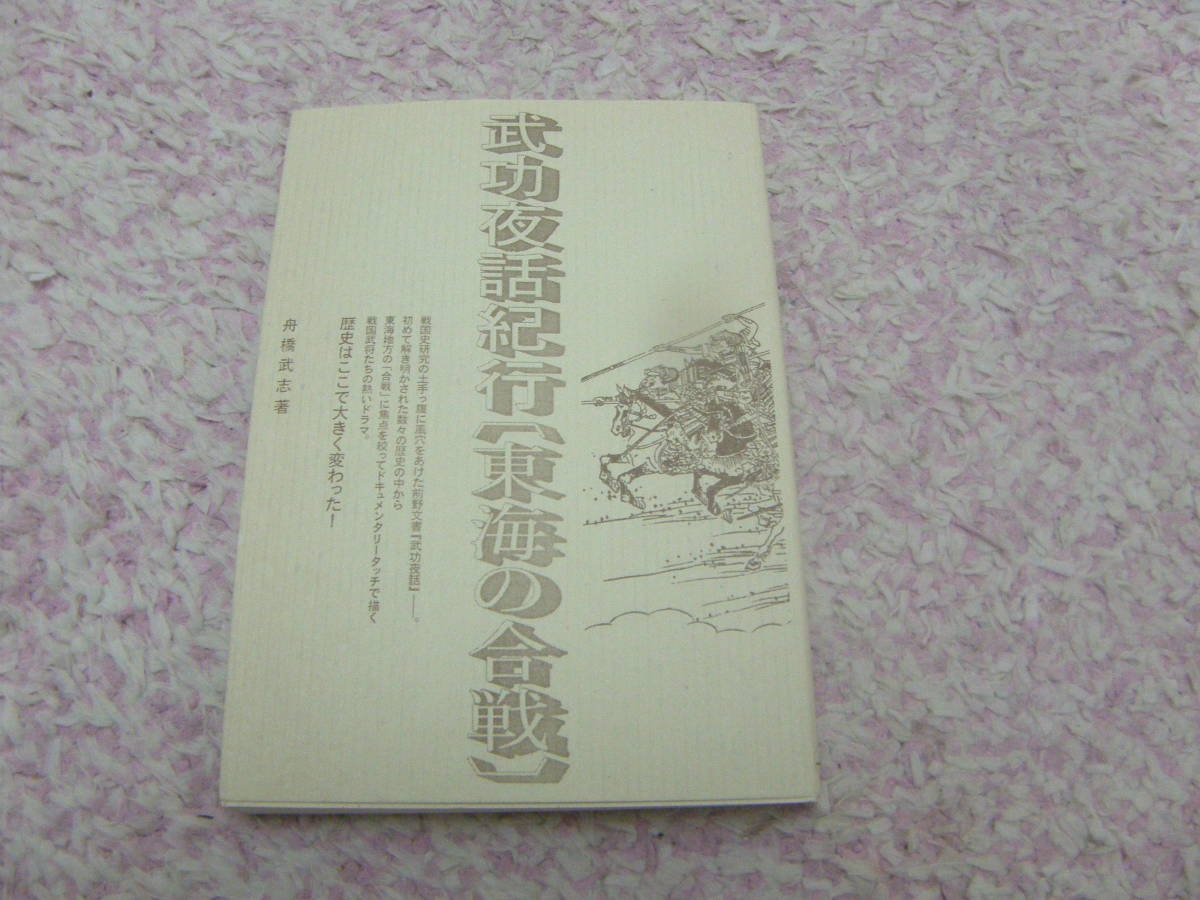 武功夜話紀行【東海の合戦】
戦国史研究の土手っ腹に風穴をあけた前野文書『武功夜話』――。
初めて解き明かされた数々の歴史の中から
東海地方の「合戦」に焦点を絞ってドキュメンタリータッチで描く
戦国武将たちの熱いドラマ。
歴史はここで大きく変わった！
舟橋武志著